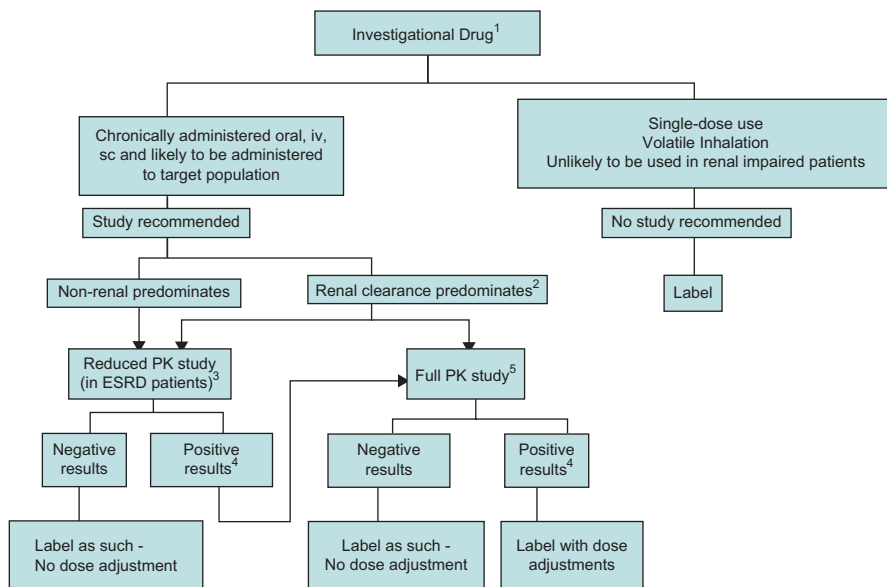 Investigational Drug1
Chronically administered oral, iv,
sc and likely to be administered
to target population
Single-dose use
Volatile Inhalation
Unlikely to be used in renal impaired patients
Study recommended
No study recommended
Non-renal predominates
Renal clearance predominates2
Label
Reduced PK study
(in ESRD patients)3
Full PK study5
Negative
results
Positive
results4
Negative
results
Positive
results4
Label as such -
No dose adjustment
Label as such -
No dose adjustment
Label with dose
adjustments